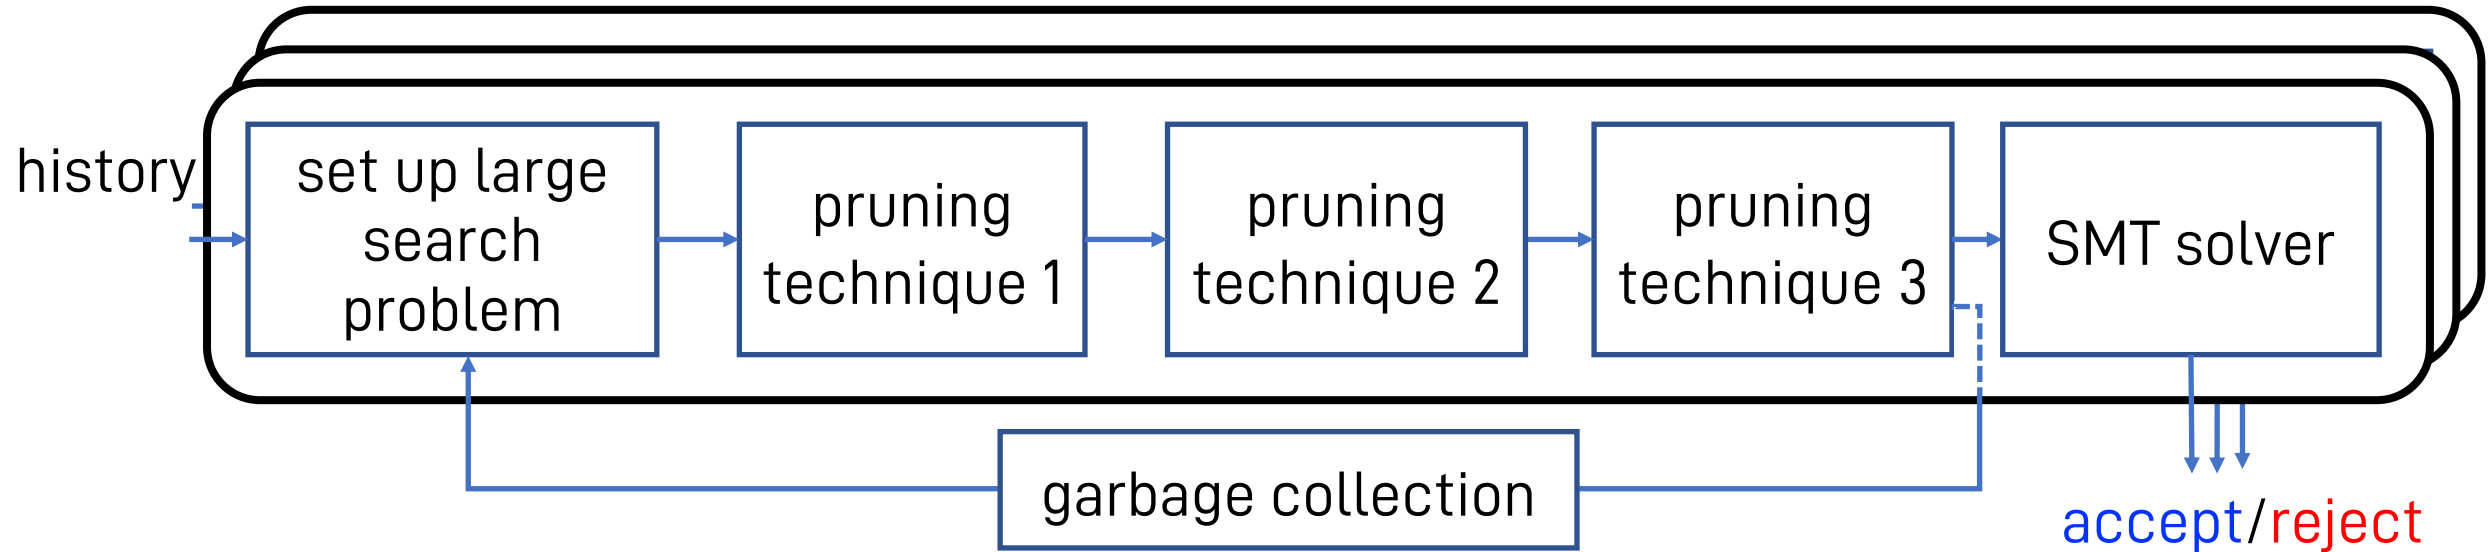 history
set up large
search
problem
pruning
technique 1
pruning
technique 2
pruning
technique 3
SMT solver
garbage collection
accept/reject